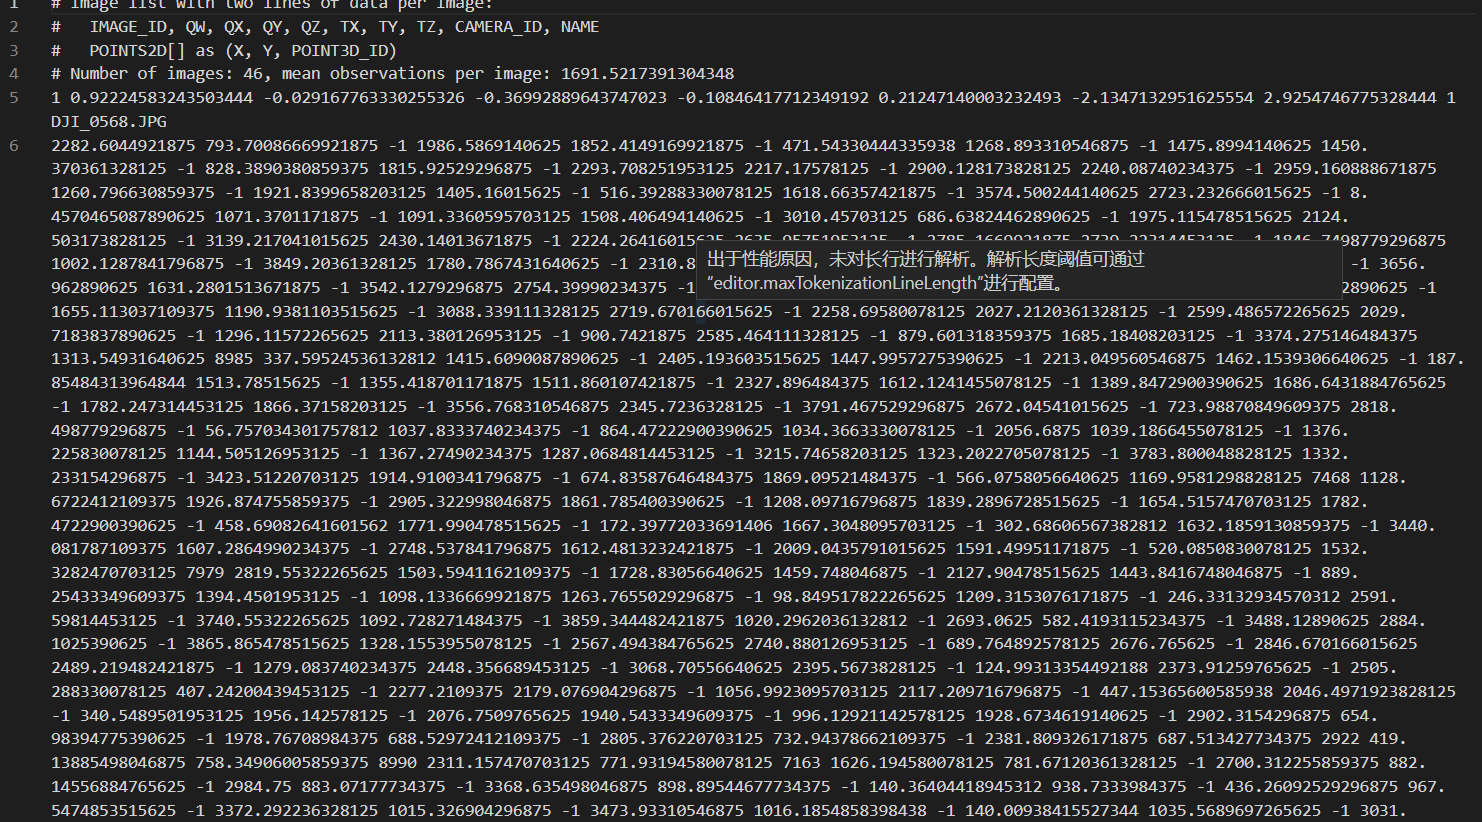 1 # Image list with two lines of data per image:
2 #   IMAGE_ID, QW, QX, QY, QZ, TX, TY, TZ, CAMERA_ID, NAME
3 #   POINTS2D[] as (X, Y, POINT3D_ID)
4 # Number of images: 46, mean observations per image: 1691.5217391304348
5 1 0.92224583243503444 -0.029167763330255326 -0.36992889643747023 -0.10846417712349192 0.21247140003232493 -2.1347132951625554 2.9254746775328444 1
DJI_0568.JPG
6 2282.6044921875 793.70086669921875 -1 1986.5869140625 1852.4149169921875 -1 471.54330444335938 1268.893310546875 -1 1475.8994140625 1450.
370361328125 -1 828.3890380859375 1815.92529296875 -1 2293.708251953125 2217.17578125 -1 2900.128173828125 2240.08740234375 -1 2959.160888671875
1260.796630859375 -1 1921.8399658203125 1405.16015625 -1 516.39288330078125 1618.66357421875 -1 3574.500244140625 2723.232666015625 -1 8.
4570465087890625 1071.3701171875 -1 1091.3360595703125 1508.406494140625 -1 3010.45703125 686.63824462890625 -1 1975.115478515625 2124.
503173828125 -1 3139.217041015625 2430.14013671875 -1 2224.26416015625 2635.95751953125 -1 2785.1669921875 2739.22314453125 -1 1846.7498779296875
1002.1287841796875 -1 3849.20361328125 1780.7867431640625 -1 2310.8 -1 3656.
出于性能原因，未对长行进行解析。解析长度阈值可通过
“editor.maxTokenizationLineLength”进行配置。
962890625 1631.2801513671875 -1 3542.1279296875 2754.39990234375 -1 2890625 -1
1655.113037109375 1190.9381103515625 -1 3088.339111328125 2719.670166015625 -1 2258.69580078125 2027.2120361328125 -1 2599.486572265625 2029.
7183837890625 -1 1296.11572265625 2113.380126953125 -1 900.7421875 2585.464111328125 -1 879.601318359375 1685.18408203125 -1 3374.275146484375
1313.54931640625 8985 337.59524536132812 1415.6090087890625 -1 2405.193603515625 1447.9957275390625 -1 2213.049560546875 1462.1539306640625 -1 187.
85484313964844 1513.78515625 -1 1355.418701171875 1511.860107421875 -1 2327.896484375 1612.1241455078125 -1 1389.8472900390625 1686.6431884765625
-1 1782.247314453125 1866.37158203125 -1 3556.768310546875 2345.7236328125 -1 3791.467529296875 2672.04541015625 -1 723.98870849609375 2818.
498779296875 -1 56.757034301757812 1037.8333740234375 -1 864.47222900390625 1034.3663330078125 -1 2056.6875 1039.1866455078125 -1 1376.
225830078125 1144.505126953125 -1 1367.27490234375 1287.0684814453125 -1 3215.74658203125 1323.2022705078125 -1 3783.800048828125 1332.
233154296875 -1 3423.51220703125 1914.9100341796875 -1 674.83587646484375 1869.09521484375 -1 566.0758056640625 1169.9581298828125 7468 1128.
6722412109375 1926.874755859375 -1 2905.322998046875 1861.785400390625 -1 1208.09716796875 1839.2896728515625 -1 1654.5157470703125 1782.
4722900390625 -1 458.69082641601562 1771.990478515625 -1 172.39772033691406 1667.3048095703125 -1 302.68606567382812 1632.1859130859375 -1 3440.
081787109375 1607.2864990234375 -1 2748.537841796875 1612.4813232421875 -1 2009.0435791015625 1591.49951171875 -1 520.0850830078125 1532.
3282470703125 7979 2819.55322265625 1503.5941162109375 -1 1728.83056640625 1459.748046875 -1 2127.90478515625 1443.8416748046875 -1 889.
25433349609375 1394.4501953125 -1 1098.1336669921875 1263.7655029296875 -1 98.849517822265625 1209.3153076171875 -1 246.33132934570312 2591.
59814453125 -1 3740.55322265625 1092.728271484375 -1 3859.344482421875 1020.2962036132812 -1 2693.0625 582.4193115234375 -1 3488.12890625 2884.
1025390625 -1 3865.865478515625 1328.1553955078125 -1 2567.494384765625 2740.880126953125 -1 689.764892578125 2676.765625 -1 2846.670166015625
2489.219482421875 -1 1279.083740234375 2448.356689453125 -1 3068.70556640625 2395.5673828125 -1 124.99313354492188 2373.91259765625 -1 2505.
288330078125 407.24200439453125 -1 2277.2109375 2179.076904296875 -1 1056.9923095703125 2117.209716796875 -1 447.15365600585938 2046.4971923828125
-1 340.5489501953125 1956.142578125 -1 2076.7509765625 1940.5433349609375 -1 996.12921142578125 1928.6734619140625 -1 2902.3154296875 654.
98394775390625 -1 1978.76708984375 688.52972412109375 -1 2805.376220703125 732.94378662109375 -1 2381.809326171875 687.513427734375 2922 419.
13885498046875 758.34906005859375 8990 2311.157470703125 771.93194580078125 7163 1626.194580078125 781.67120361328125 -1 2700.312255859375 882.
14556884765625 -1 2984.75 883.07177734375 -1 3368.635498046875 898.89544677734375 -1 140.36404418945312 938.7333984375 -1 436.26092529296875 967.
5474853515625 -1 3372.292236328125 1015.326904296875 -1 3473.93310546875 1016.1854858398438 -1 140.00938415527344 1035.5689697265625 -1 3031.